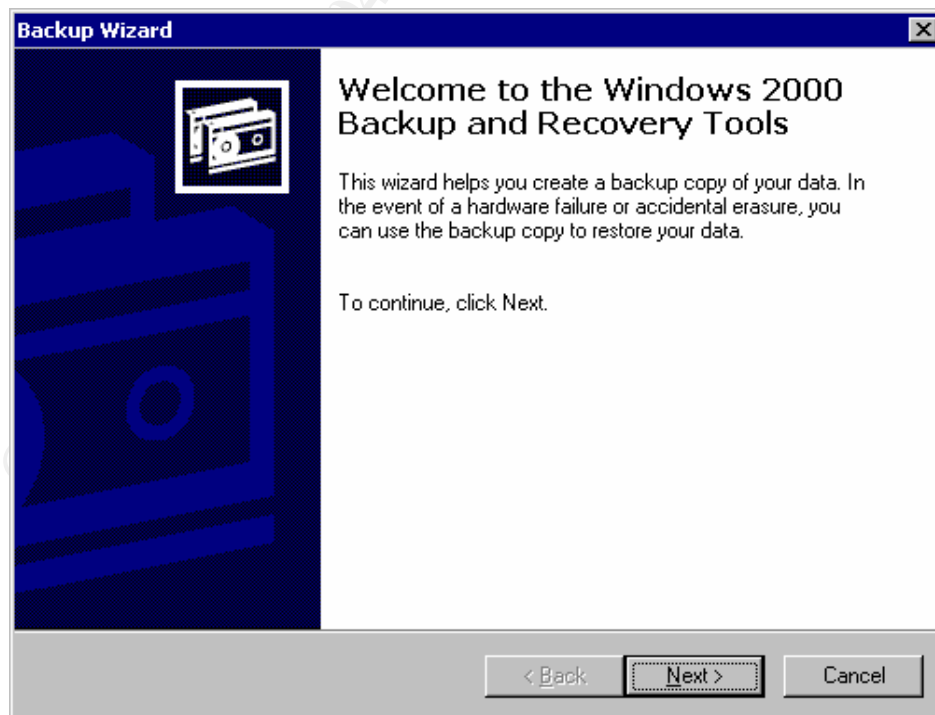 Backup Wizard
Welcome to the Windows 2000
Backup and Recovery Tools
This wizard helps you create a backup copy of your data. In
the event of a hardware failure or accidental erasure, you
can use the backup copy to restore your data.
To continue, click Next.
< Back Next > Cancel